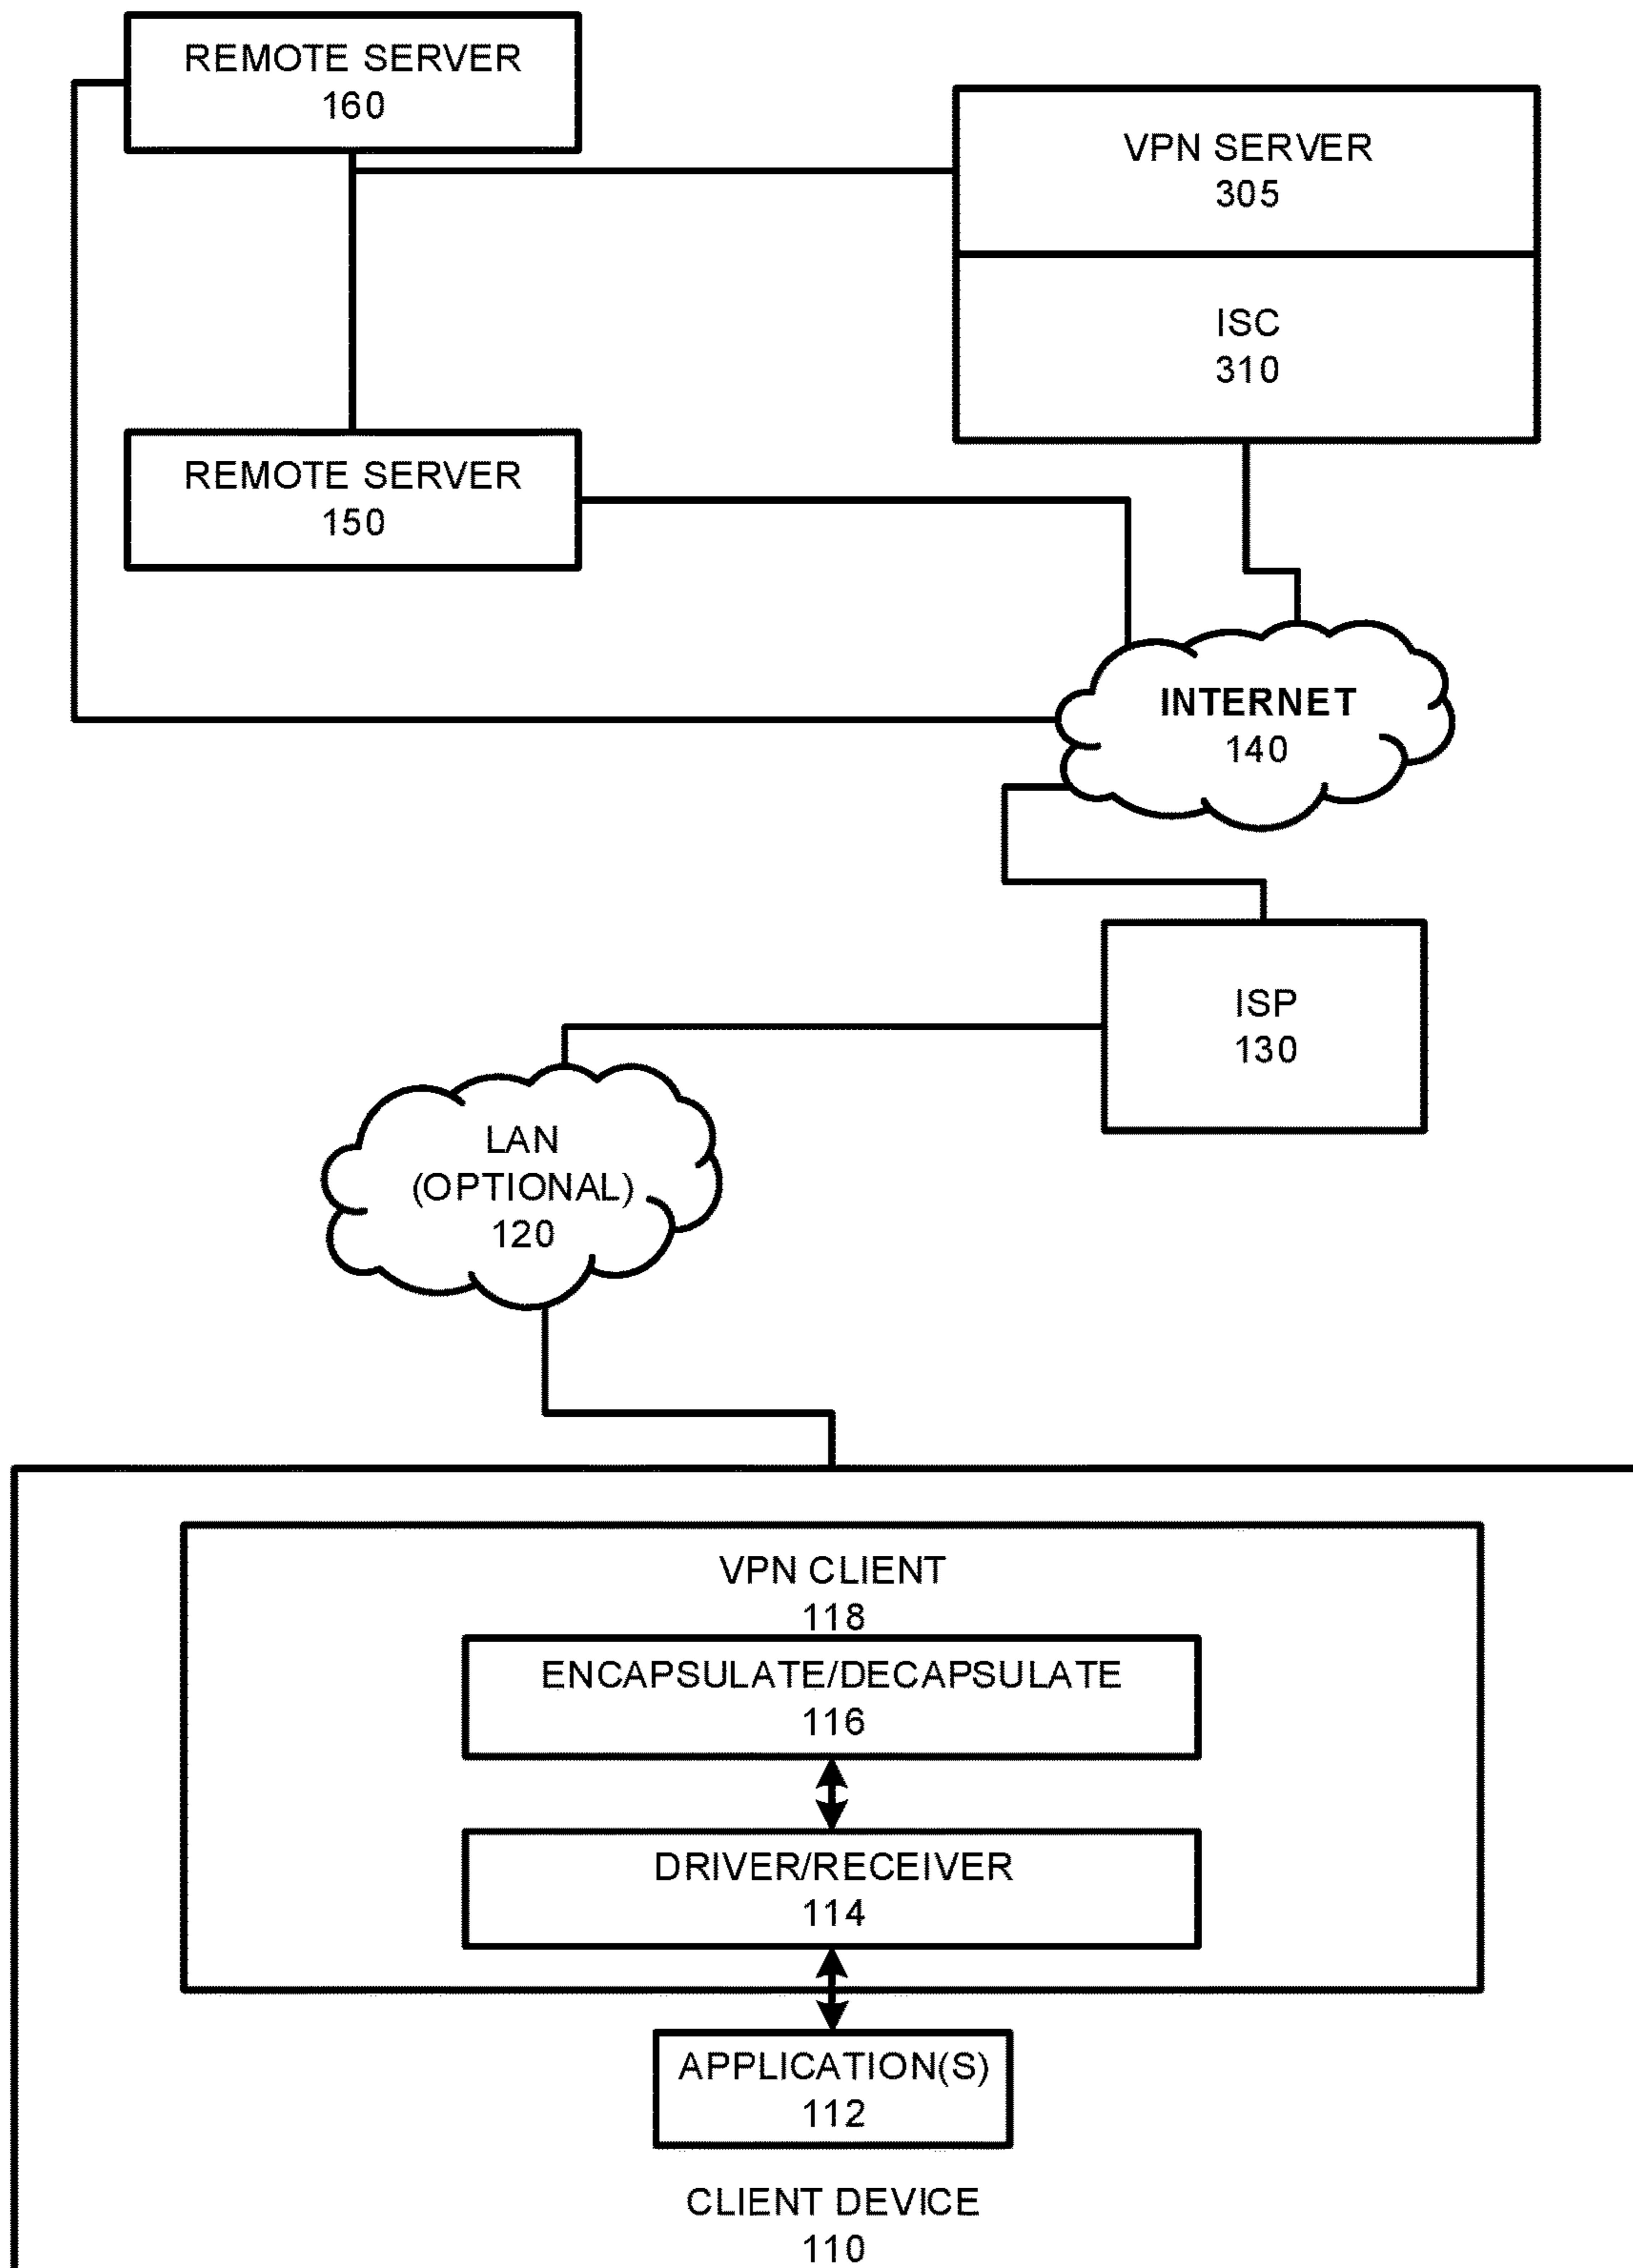 REMOTE SERVER
160
VPN SERVER
305
ISC
310
REMOTE SERVER
150
INTERNET
140
ISP
130
LAN
(OPTIONAL)
120
VPN CLIENT
118
ENCAPSULATE/DECAPSULATE
116
DRIVER/RECEIVER
114
APPLICATION(S)
112
CLIENT DEVICE
110